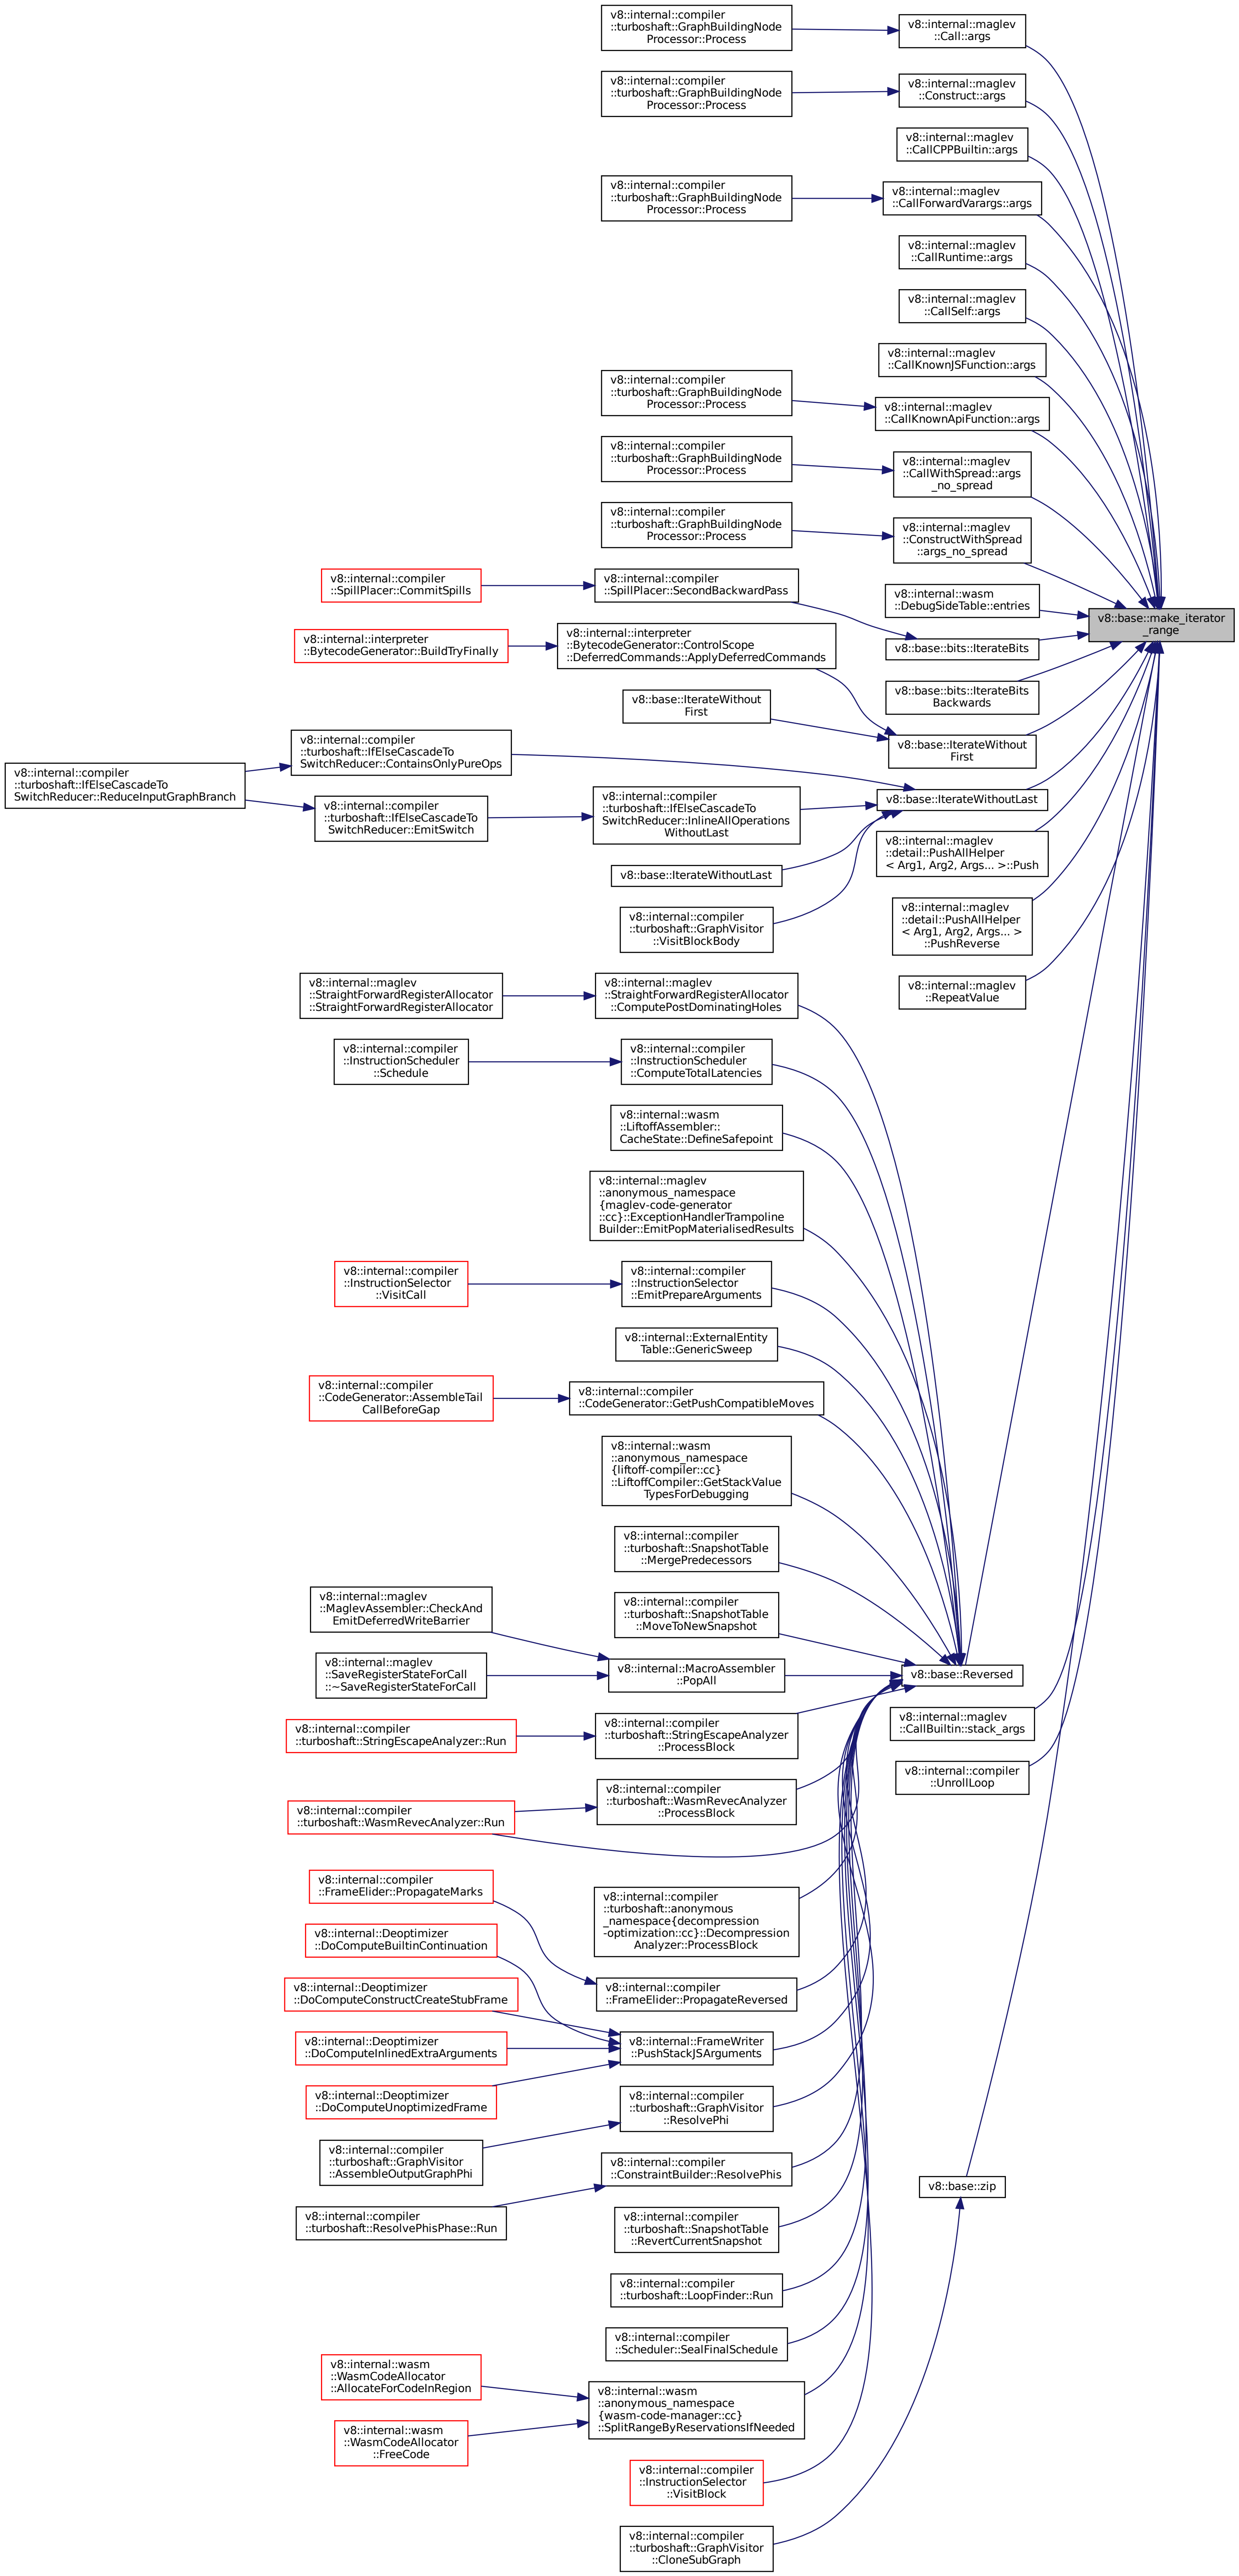 v8::internal::compiler
::turboshaft::GraphBuildingNode
Processor::Process
v8::internal::maglev
::Call::args
v8::internal::compiler
::turboshaft::GraphBuildingNode
Processor::Process
v8::internal::maglev
::Construct::args
v8::internal::maglev
::CallCPPBuiltin::args
v8::internal::compiler
::turboshaft::GraphBuildingNode
Processor::Process
v8::internal::maglev
::CallForwardVarargs::args
v8::internal::maglev
::CallRuntime::args
v8::internal::maglev
::CallSelf::args
v8::internal::maglev
::CallKnownJSFunction::args
v8::internal::compiler
::turboshaft::GraphBuildingNode
Processor::Process
v8::internal::maglev
::CallKnownApiFunction::args
v8::internal::compiler
::turboshaft::GraphBuildingNode
Processor::Process
v8::internal::maglev
::CallWithSpread::args
_no_spread
v8::internal::compiler
::turboshaft::GraphBuildingNode
Processor::Process
v8::internal::maglev
::ConstructWithSpread
::args_no_spread
v8::internal::compiler
::SpillPlacer::CommitSpills
v8::internal::compiler
::SpillPlacer::SecondBackwardPass
v8::internal::wasm
::DebugSideTable::entries
v8::base::make_iterator
_range
v8::internal::interpreter
::BytecodeGenerator::BuildTryFinally
v8::internal::interpreter
::BytecodeGenerator::ControlScope
::DeferredCommands::ApplyDeferredCommands
v8::base::bits::IterateBits
v8::base::bits::IterateBits
Backwards
v8::base::IterateWithout
First
v8::base::IterateWithout
First
v8::internal::compiler
::turboshaft::IfElseCascadeTo
SwitchReducer::ContainsOnlyPureOps
v8::internal::compiler
::turboshaft::IfElseCascadeTo
SwitchReducer::ReduceInputGraphBranch
v8::internal::compiler
::turboshaft::IfElseCascadeTo
SwitchReducer::EmitSwitch
v8::internal::compiler
::turboshaft::IfElseCascadeTo
SwitchReducer::InlineAllOperations
WithoutLast
v8::base::IterateWithoutLast
v8::internal::maglev
::detail::PushAllHelper
< Arg1, Arg2, Args... >::Push
v8::base::IterateWithoutLast
v8::internal::compiler
::turboshaft::GraphVisitor
::VisitBlockBody
v8::internal::maglev
::detail::PushAllHelper
< Arg1, Arg2, Args... >
::PushReverse
v8::internal::maglev
::RepeatValue
v8::internal::maglev
::StraightForwardRegisterAllocator
::StraightForwardRegisterAllocator
v8::internal::maglev
::StraightForwardRegisterAllocator
::ComputePostDominatingHoles
v8::internal::compiler
::InstructionScheduler
::Schedule
v8::internal::compiler
::InstructionScheduler
::ComputeTotalLatencies
v8::internal::wasm
::LiftoffAssembler::
CacheState::DefineSafepoint
v8::internal::maglev
::anonymous_namespace
{maglev-code-generator
::cc}::ExceptionHandlerTrampoline
Builder::EmitPopMaterialisedResults
v8::internal::compiler
::InstructionSelector
::VisitCall
v8::internal::compiler
::InstructionSelector
::EmitPrepareArguments
v8::internal::ExternalEntity
Table::GenericSweep
v8::internal::compiler
::CodeGenerator::AssembleTail
CallBeforeGap
v8::internal::compiler
::CodeGenerator::GetPushCompatibleMoves
v8::internal::wasm
::anonymous_namespace
{liftoff-compiler::cc}
::LiftoffCompiler::GetStackValue
TypesForDebugging
v8::internal::compiler
::turboshaft::SnapshotTable
::MergePredecessors
v8::internal::compiler
::turboshaft::SnapshotTable
::MoveToNewSnapshot
v8::internal::maglev
::MaglevAssembler::CheckAnd
EmitDeferredWriteBarrier
v8::internal::maglev
::SaveRegisterStateForCall
::~SaveRegisterStateForCall
v8::internal::MacroAssembler
::PopAll
v8::base::Reversed
v8::internal::maglev
::CallBuiltin::stack_args
v8::internal::compiler
::turboshaft::StringEscapeAnalyzer::Run
v8::internal::compiler
::turboshaft::StringEscapeAnalyzer
::ProcessBlock
v8::internal::compiler
::UnrollLoop
v8::internal::compiler
::turboshaft::WasmRevecAnalyzer::Run
v8::internal::compiler
::turboshaft::WasmRevecAnalyzer
::ProcessBlock
v8::internal::compiler
::turboshaft::anonymous
_namespace{decompression
-optimization::cc}::Decompression
Analyzer::ProcessBlock
v8::internal::compiler
::FrameElider::PropagateMarks
v8::internal::compiler
::FrameElider::PropagateReversed
v8::internal::Deoptimizer
::DoComputeBuiltinContinuation
v8::internal::Deoptimizer
::DoComputeConstructCreateStubFrame
v8::internal::Deoptimizer
::DoComputeInlinedExtraArguments
v8::internal::Deoptimizer
::DoComputeUnoptimizedFrame
v8::internal::FrameWriter
::PushStackJSArguments
v8::internal::compiler
::turboshaft::GraphVisitor
::ResolvePhi
v8::internal::compiler
::turboshaft::GraphVisitor
::AssembleOutputGraphPhi
v8::internal::compiler
::ConstraintBuilder::ResolvePhis
v8::internal::compiler
::turboshaft::ResolvePhisPhase::Run
v8::base::zip
v8::internal::compiler
::turboshaft::SnapshotTable
::RevertCurrentSnapshot
v8::internal::compiler
::turboshaft::LoopFinder::Run
v8::internal::compiler
::Scheduler::SealFinalSchedule
v8::internal::wasm
::WasmCodeAllocator
::AllocateForCodeInRegion
v8::internal::wasm
::WasmCodeAllocator
::FreeCode
v8::internal::wasm
::anonymous_namespace
{wasm-code-manager::cc}
::SplitRangeByReservationsIfNeeded
v8::internal::compiler
::InstructionSelector
::VisitBlock
v8::internal::compiler
::turboshaft::GraphVisitor
::CloneSubGraph